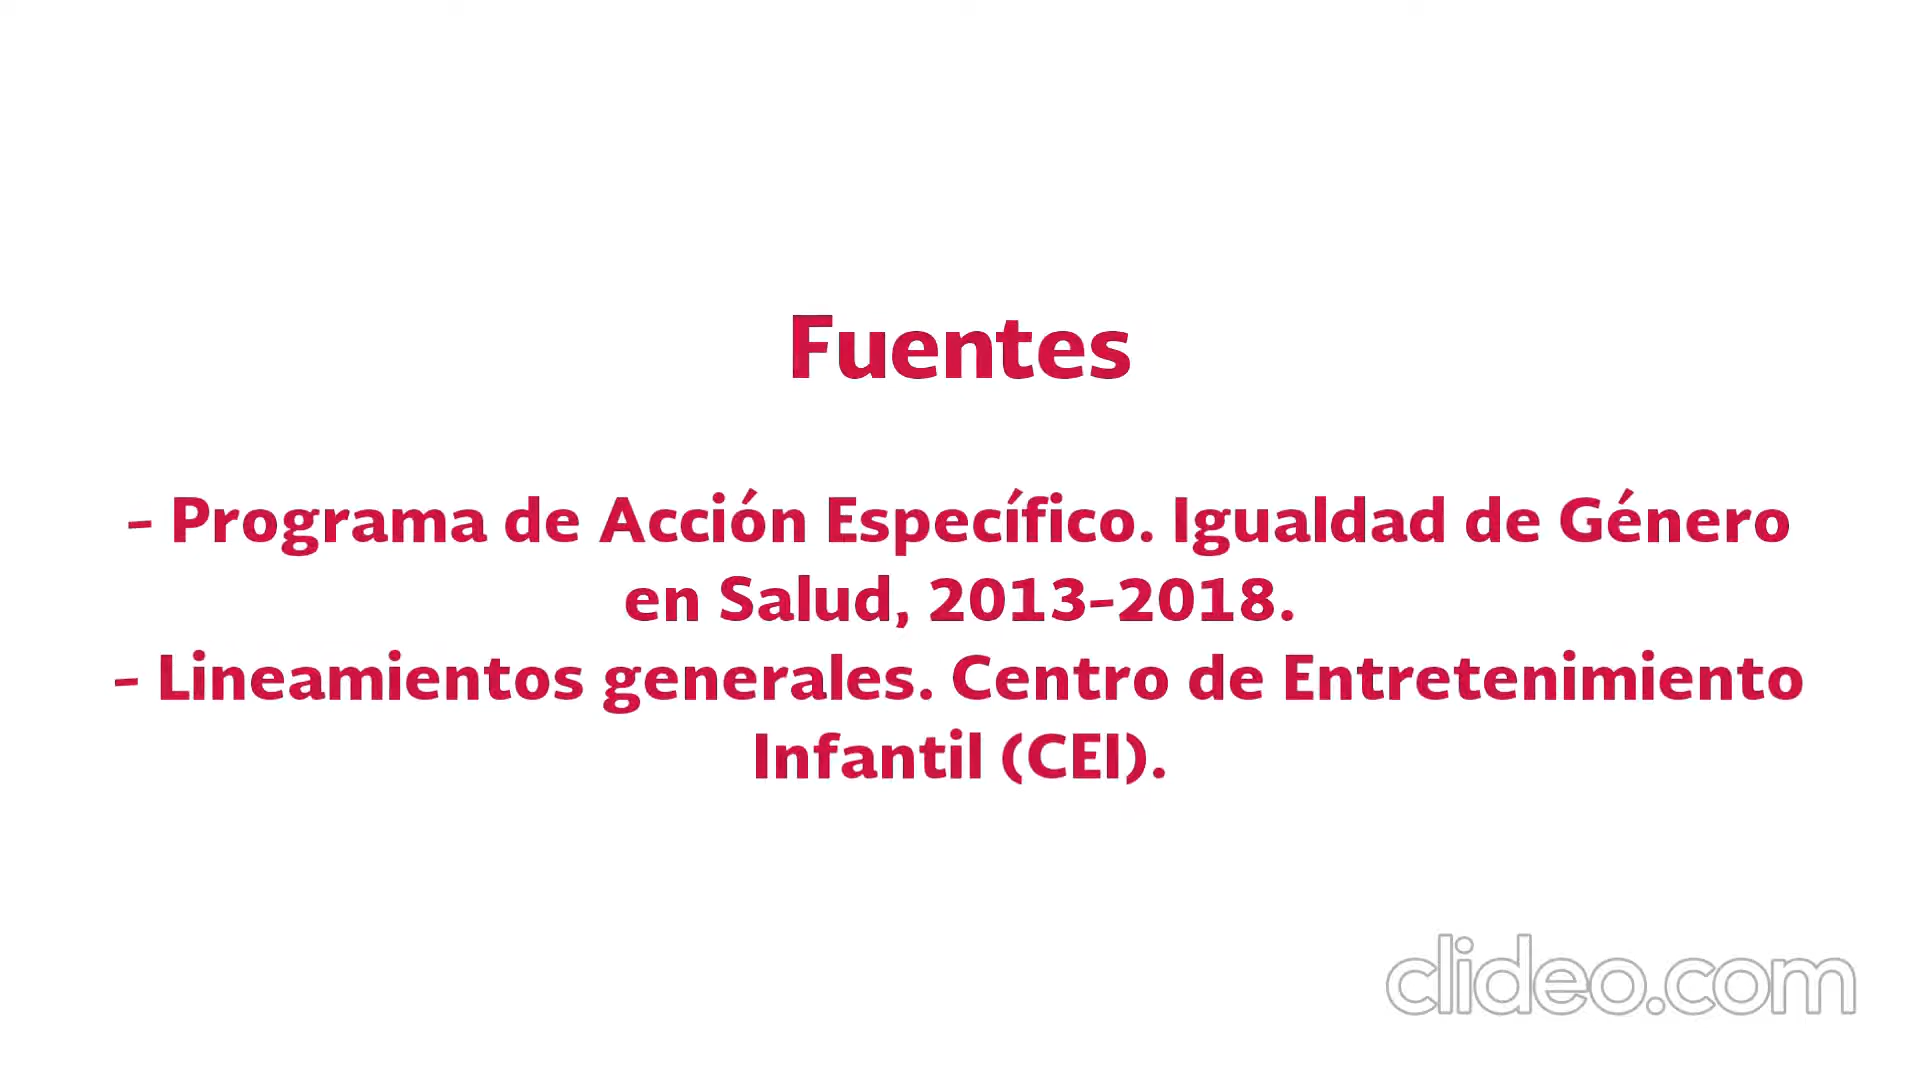 Fuentes
- Programa de Acción Específico. Igualdad de Género
en Salud, 2013-2018.
- Lineamientos generales. Centro de Entretenimiento
Infantil (CEI).
clideo.com